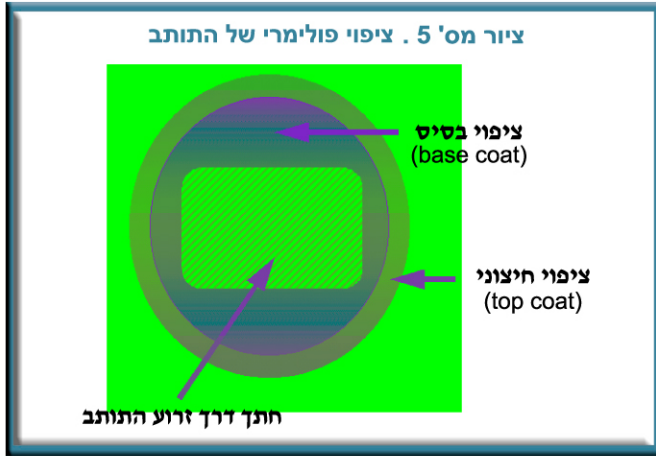 ציור מס' 5 . ציפוי פולימרי של התותב
ציפוי בסיס
(base coat)
ציפוי חיצוני
(top coat)
חתך דרך זרוע התותב